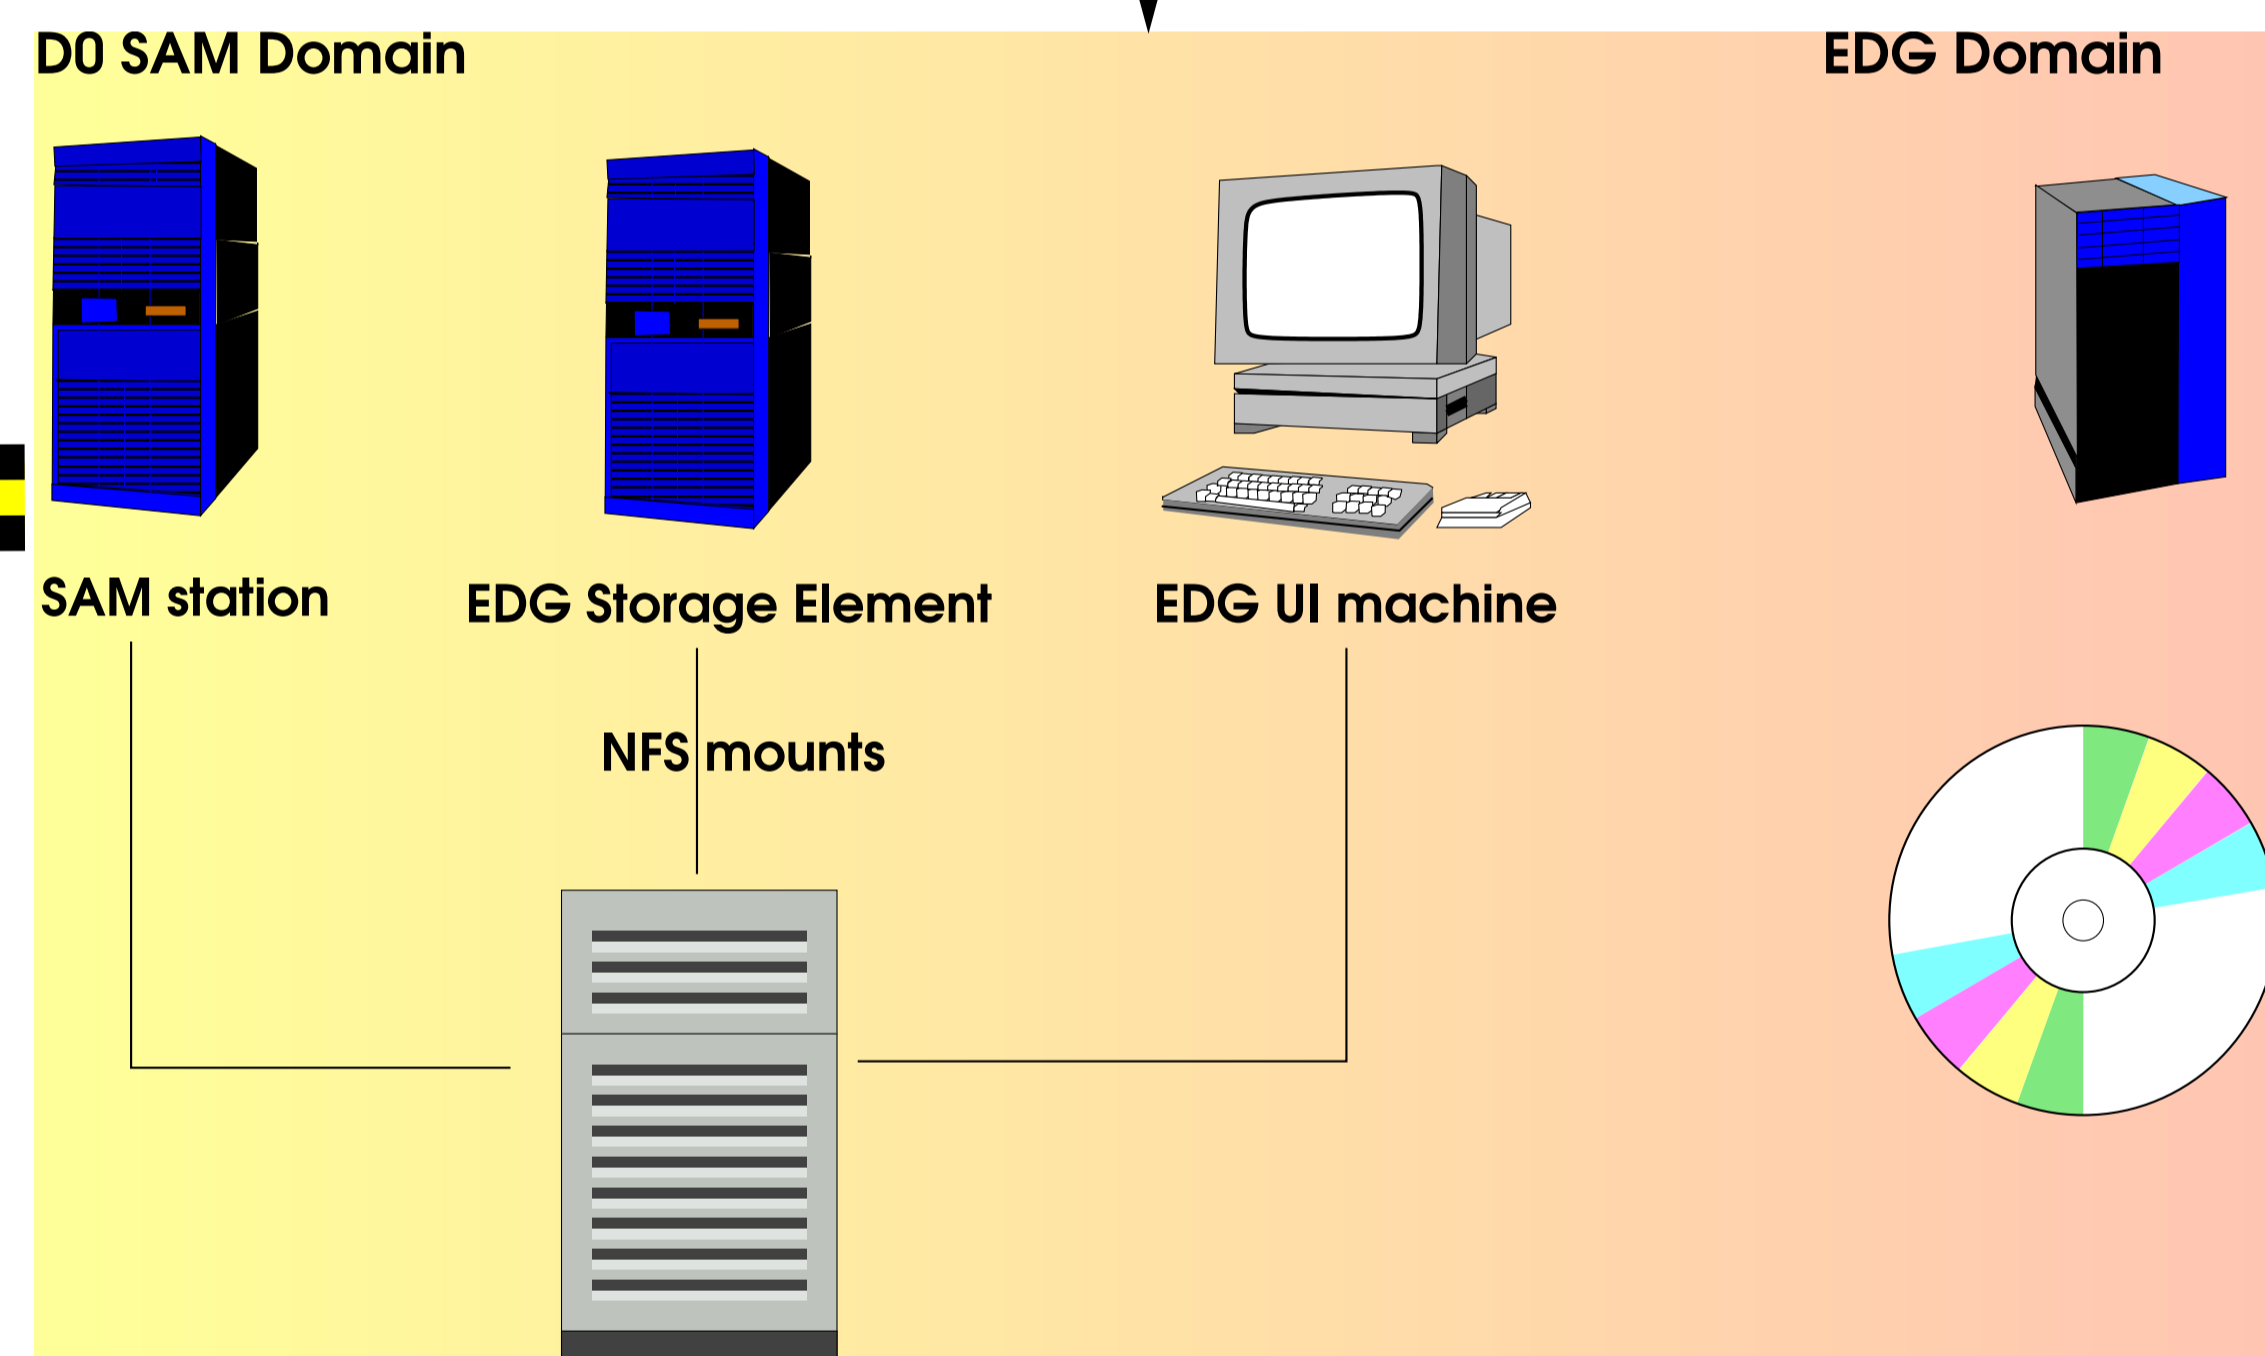 D0 SAM Domain
EDG Domain
SAM station
EDG Storage Element
EDG UI machine
NFS mounts